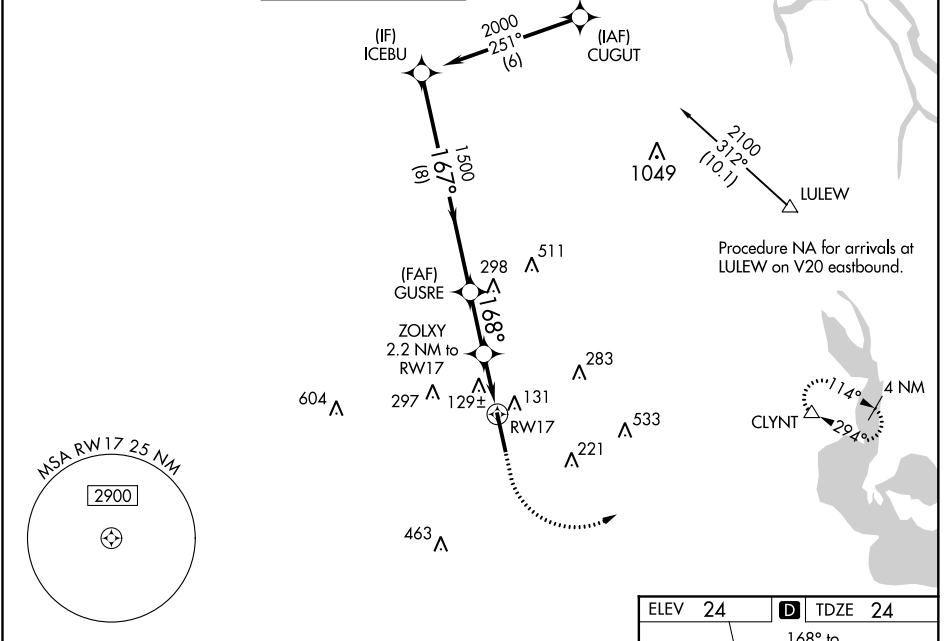 2000
251°
(6)
(IAF)
CUGUT
(IF)
ICEBU
1500
167°
(8)
2100
312°
(10.1)
1049
LULEW
Procedure NA for arrivals at
LULEW on V20 eastbound.
511
298
(FAF)
GUSRE
168°
ZOLXY
2.2 NM to
RW17
283
604
297
129±
131
RW17
533
221
463
114°
4 NM
CLYNT
294°
MSA RW17 25 NM
2900
ELEV 24
D
TDZE 24
168° to